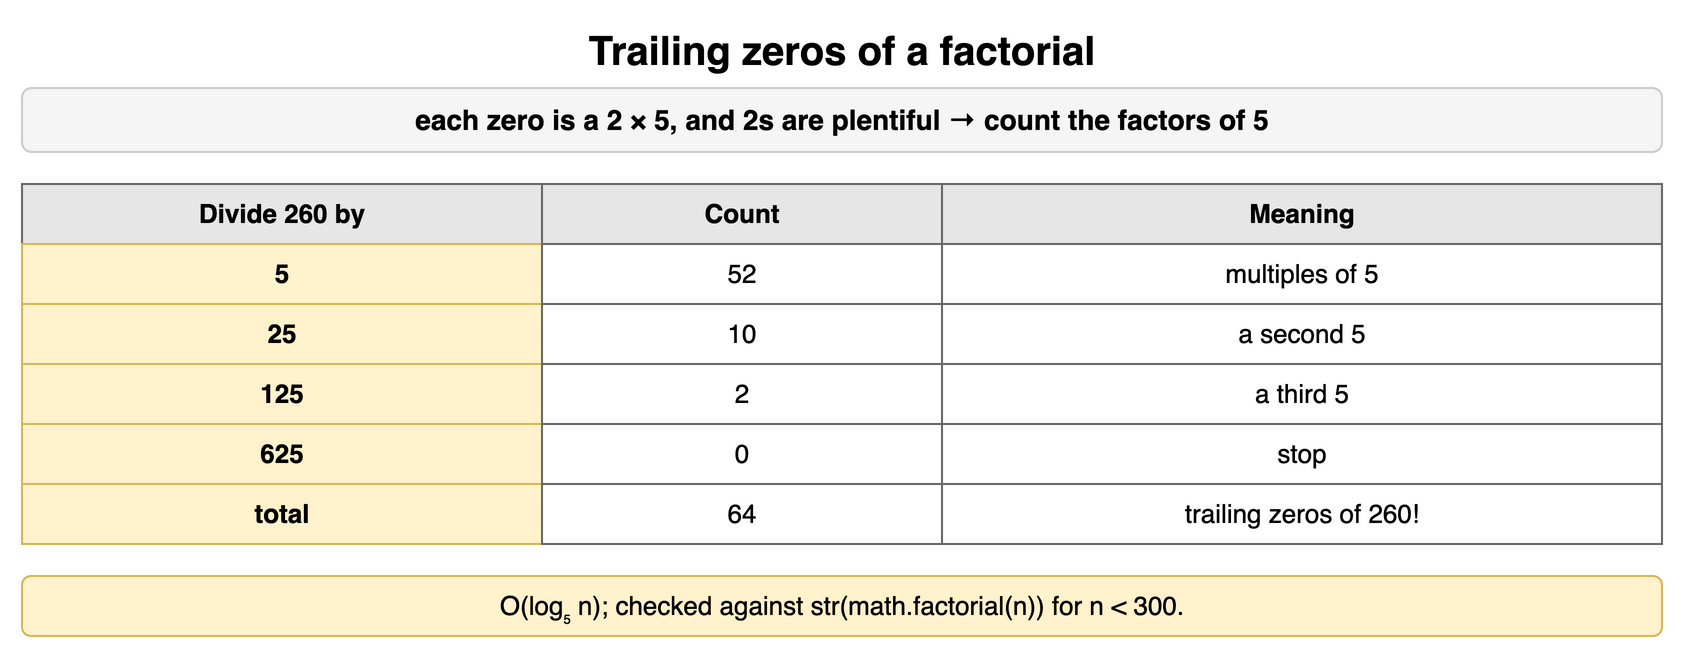 Trailing zeros of a factorial
each zero is a 2 × 5, and 2s are plentiful → count the factors of 5
Divide 260 by Count Meaning
5 52 multiples of 5
25 10 a second 5
125 2 a third 5
625 0 stop
total 64 trailing zeros of 260!
O(log₅ n); checked against str(math.factorial(n)) for n < 300.